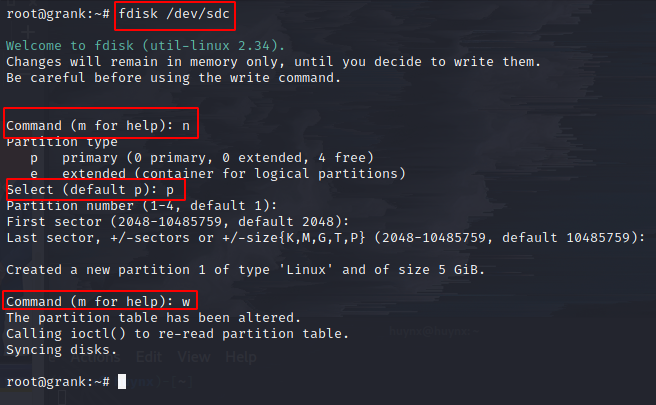 root@grank:~# fdisk /dev/sdc
Welcome to fdisk (util-linux 2.34).
Changes will remain in memory only, until you decide to write them.
Be careful before using the write command.
Command (m for help): n
Partition type
p primary (0 primary, 0 extended, 4 free)
e extended (container for logical partitions)
Select (default p): p
Partition number (1-4, default 1):
First sector (2048-10485759, default 2048):
Last sector, +/-sectors or +/-size{K,M,G,T,P} (2048-10485759, default 10485759):
Created a new partition 1 of type 'Linux' and of size 5 GiB.
Command (m for help): w
The partition table has been altered.
Calling ioctl() to re-read partition table.
Syncing disks.
Actions Edit View Help
root@grank:~#